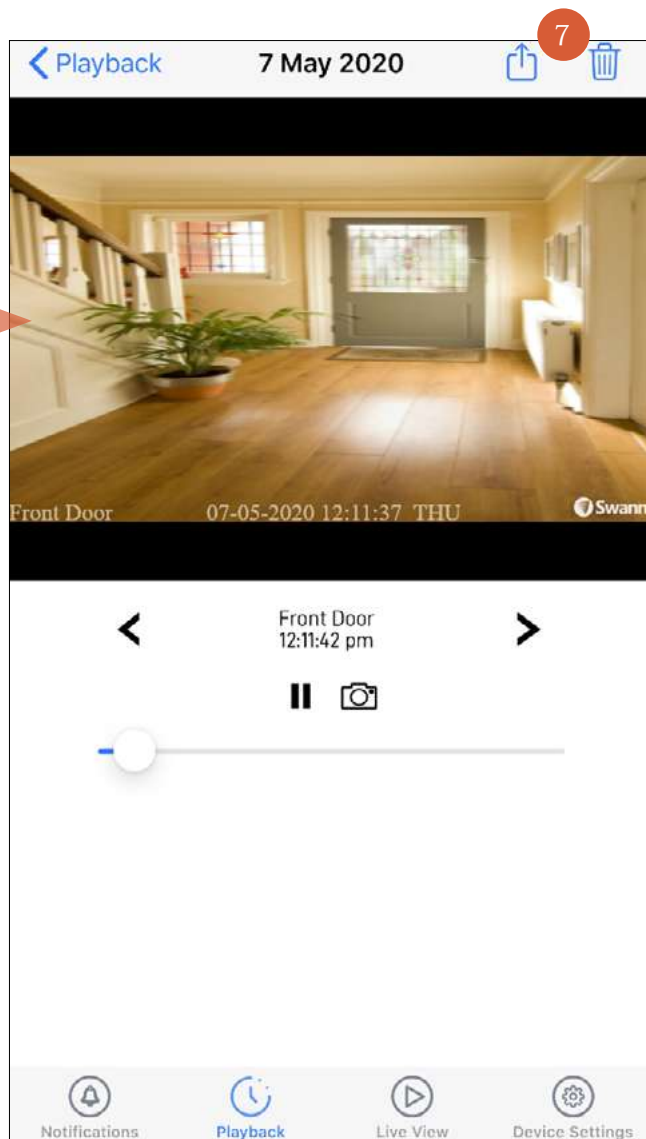 7
Playback 7 May 2020
Front Door 07-05-2020 12:11:37 THU Swann
Front Door
12:11:42 pm
Notifications Playback Live View Device Settings